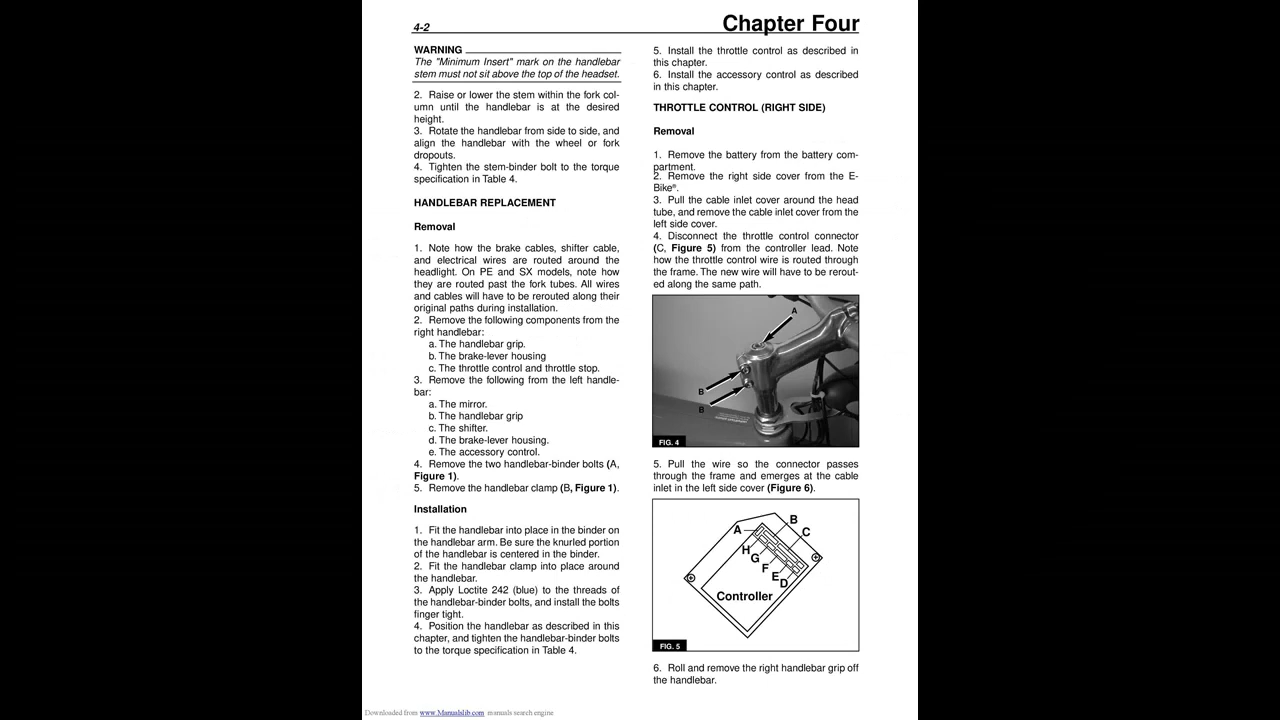 4-2
Chapter Four
WARNING
The "Minimum Insert" mark on the handlebar
stem must not sit above the top of the headset.
2. Raise or lower the stem within the fork col-
umn until the handlebar is at the desired
height.
3. Rotate the handlebar from side to side, and
align the handlebar with the wheel or fork
dropouts.
4. Tighten the stem-binder bolt to the torque
specification in Table 4.
HANDLEBAR REPLACEMENT
Removal
1. Note how the brake cables, shifter cable,
and electrical wires are routed around the
headlight. On PE and SX models, note how
they are routed past the fork tubes. All wires
and cables will have to be rerouted along their
original paths during installation.
2. Remove the following components from the
right handlebar:
a. The handlebar grip.
b. The brake-lever housing
c. The throttle control and throttle stop.
3. Remove the following from the left handle-
bar:
a. The mirror.
b. The handlebar grip
c. The shifter.
d. The brake-lever housing.
e. The accessory control.
4. Remove the two handlebar-binder bolts (A,
Figure 1).
5. Remove the handlebar clamp (B, Figure 1).
Installation
1. Fit the handlebar into place in the binder on
the handlebar arm. Be sure the knurled portion
of the handlebar is centered in the binder.
2. Fit the handlebar clamp into place around
the handlebar.
3. Apply Loctite 242 (blue) to the threads of
the handlebar-binder bolts, and install the bolts
finger tight.
4. Position the handlebar as described in this
chapter, and tighten the handlebar-binder bolts
to the torque specification in Table 4.
5. Install the throttle control as described in
this chapter.
6. Install the accessory control as described
in this chapter.
THROTTLE CONTROL (RIGHT SIDE)
Removal
1. Remove the battery from the battery com-
partment.
2. Remove the right side cover from the E-
Bike®.
3. Pull the cable inlet cover around the head
tube, and remove the cable inlet cover from the
left side cover.
4. Disconnect the throttle control connector
(C, Figure 5) from the controller lead. Note
how the throttle control wire is routed through
the frame. The new wire will have to be rerout-
ed along the same path.
A
B
B
FIG. 4
5. Pull the wire so the connector passes
through the frame and emerges at the cable
inlet in the left side cover (Figure 6).
A
B
C
H
G
F
E
D
Controller
FIG. 5
6. Roll and remove the right handlebar grip off
the handlebar.
Downloaded from www.Manualslib.com manuals search engine